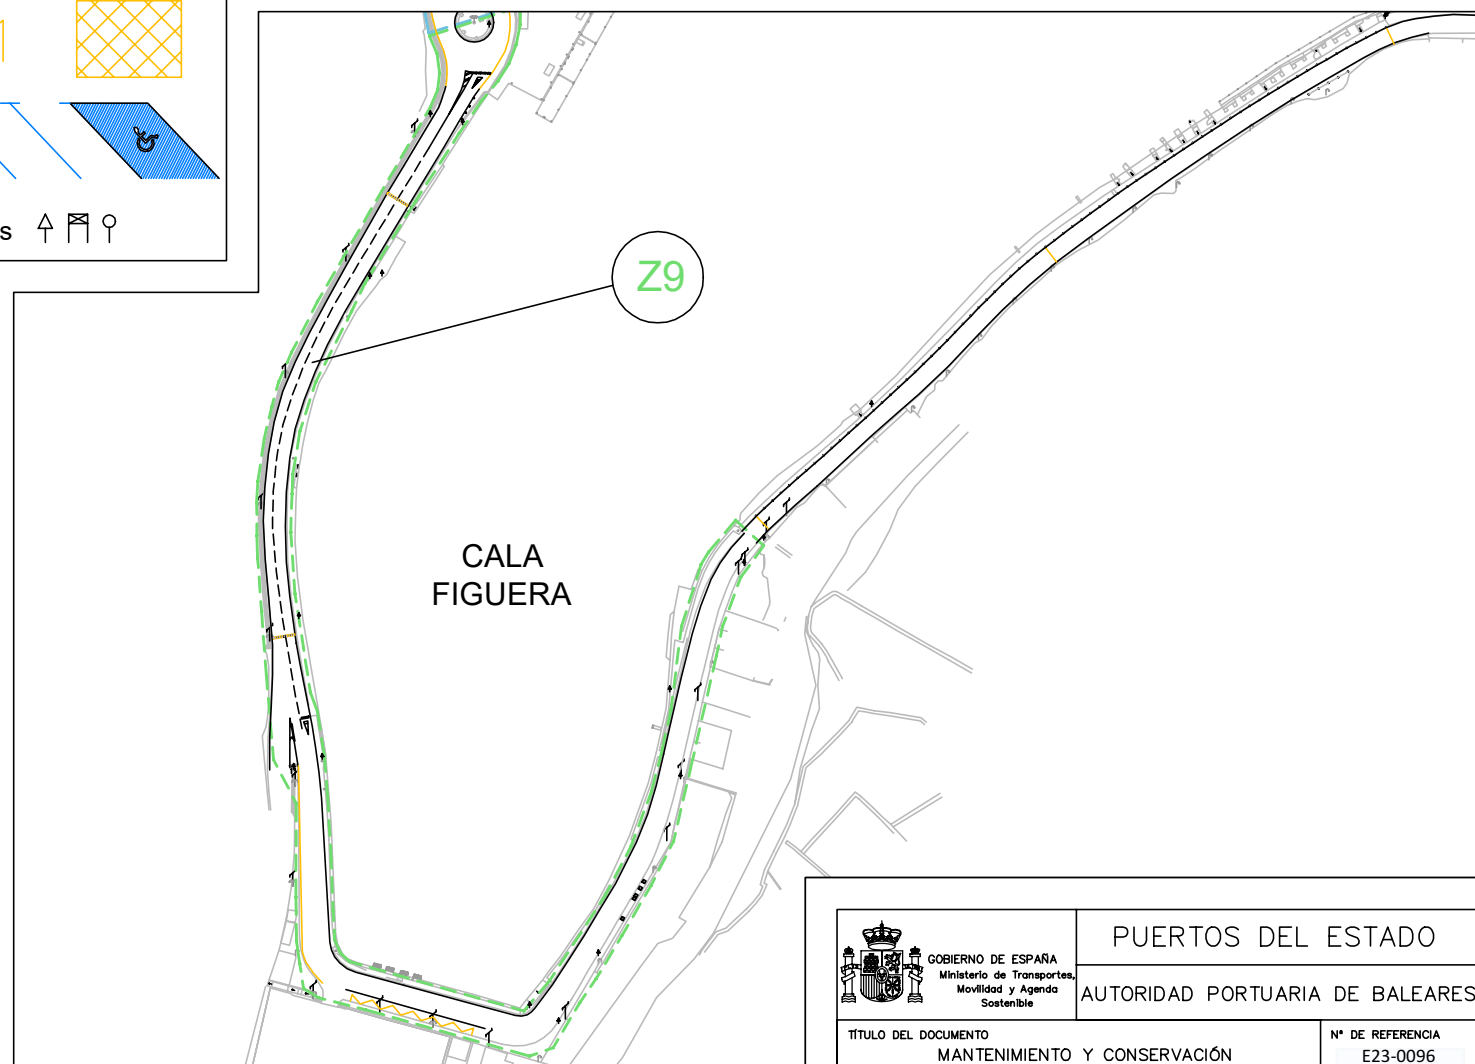 s
Z9
CALA
FIGUERA
GOBIERNO DE ESPAÑA
Ministerio de Transportes,
Movilidad y Agenda
Sostenible
PUERTOS DEL ESTADO
AUTORIDAD PORTUARIA DE BALEARES
TÍTULO DEL DOCUMENTO
MANTENIMIENTO Y CONSERVACIÓN
Nº DE REFERENCIA
E23-0096